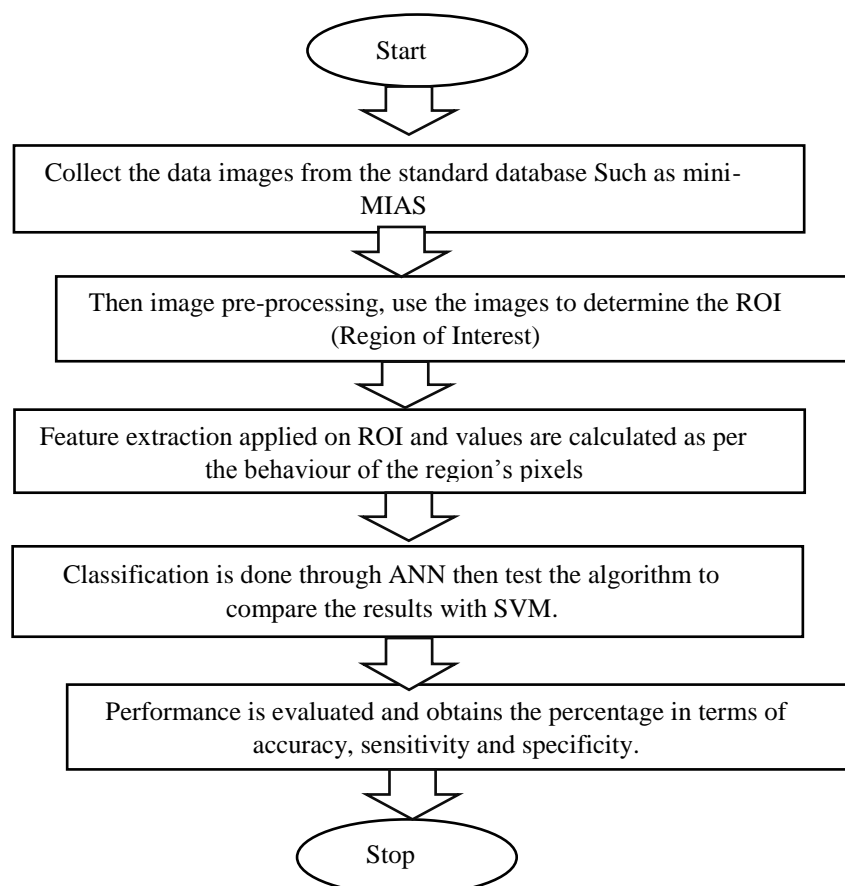 Start
Collect the data images from the standard database Such as mini-
MIAS
Then image pre-processing, use the images to determine the ROI
(Region of Interest)
Feature extraction applied on ROI and values are calculated as per
the behaviour of the region's pixels
Classification is done through ANN then test the algorithm to
compare the results with SVM.
Performance is evaluated and obtains the percentage in terms of
accuracy, sensitivity and specificity.
Stop